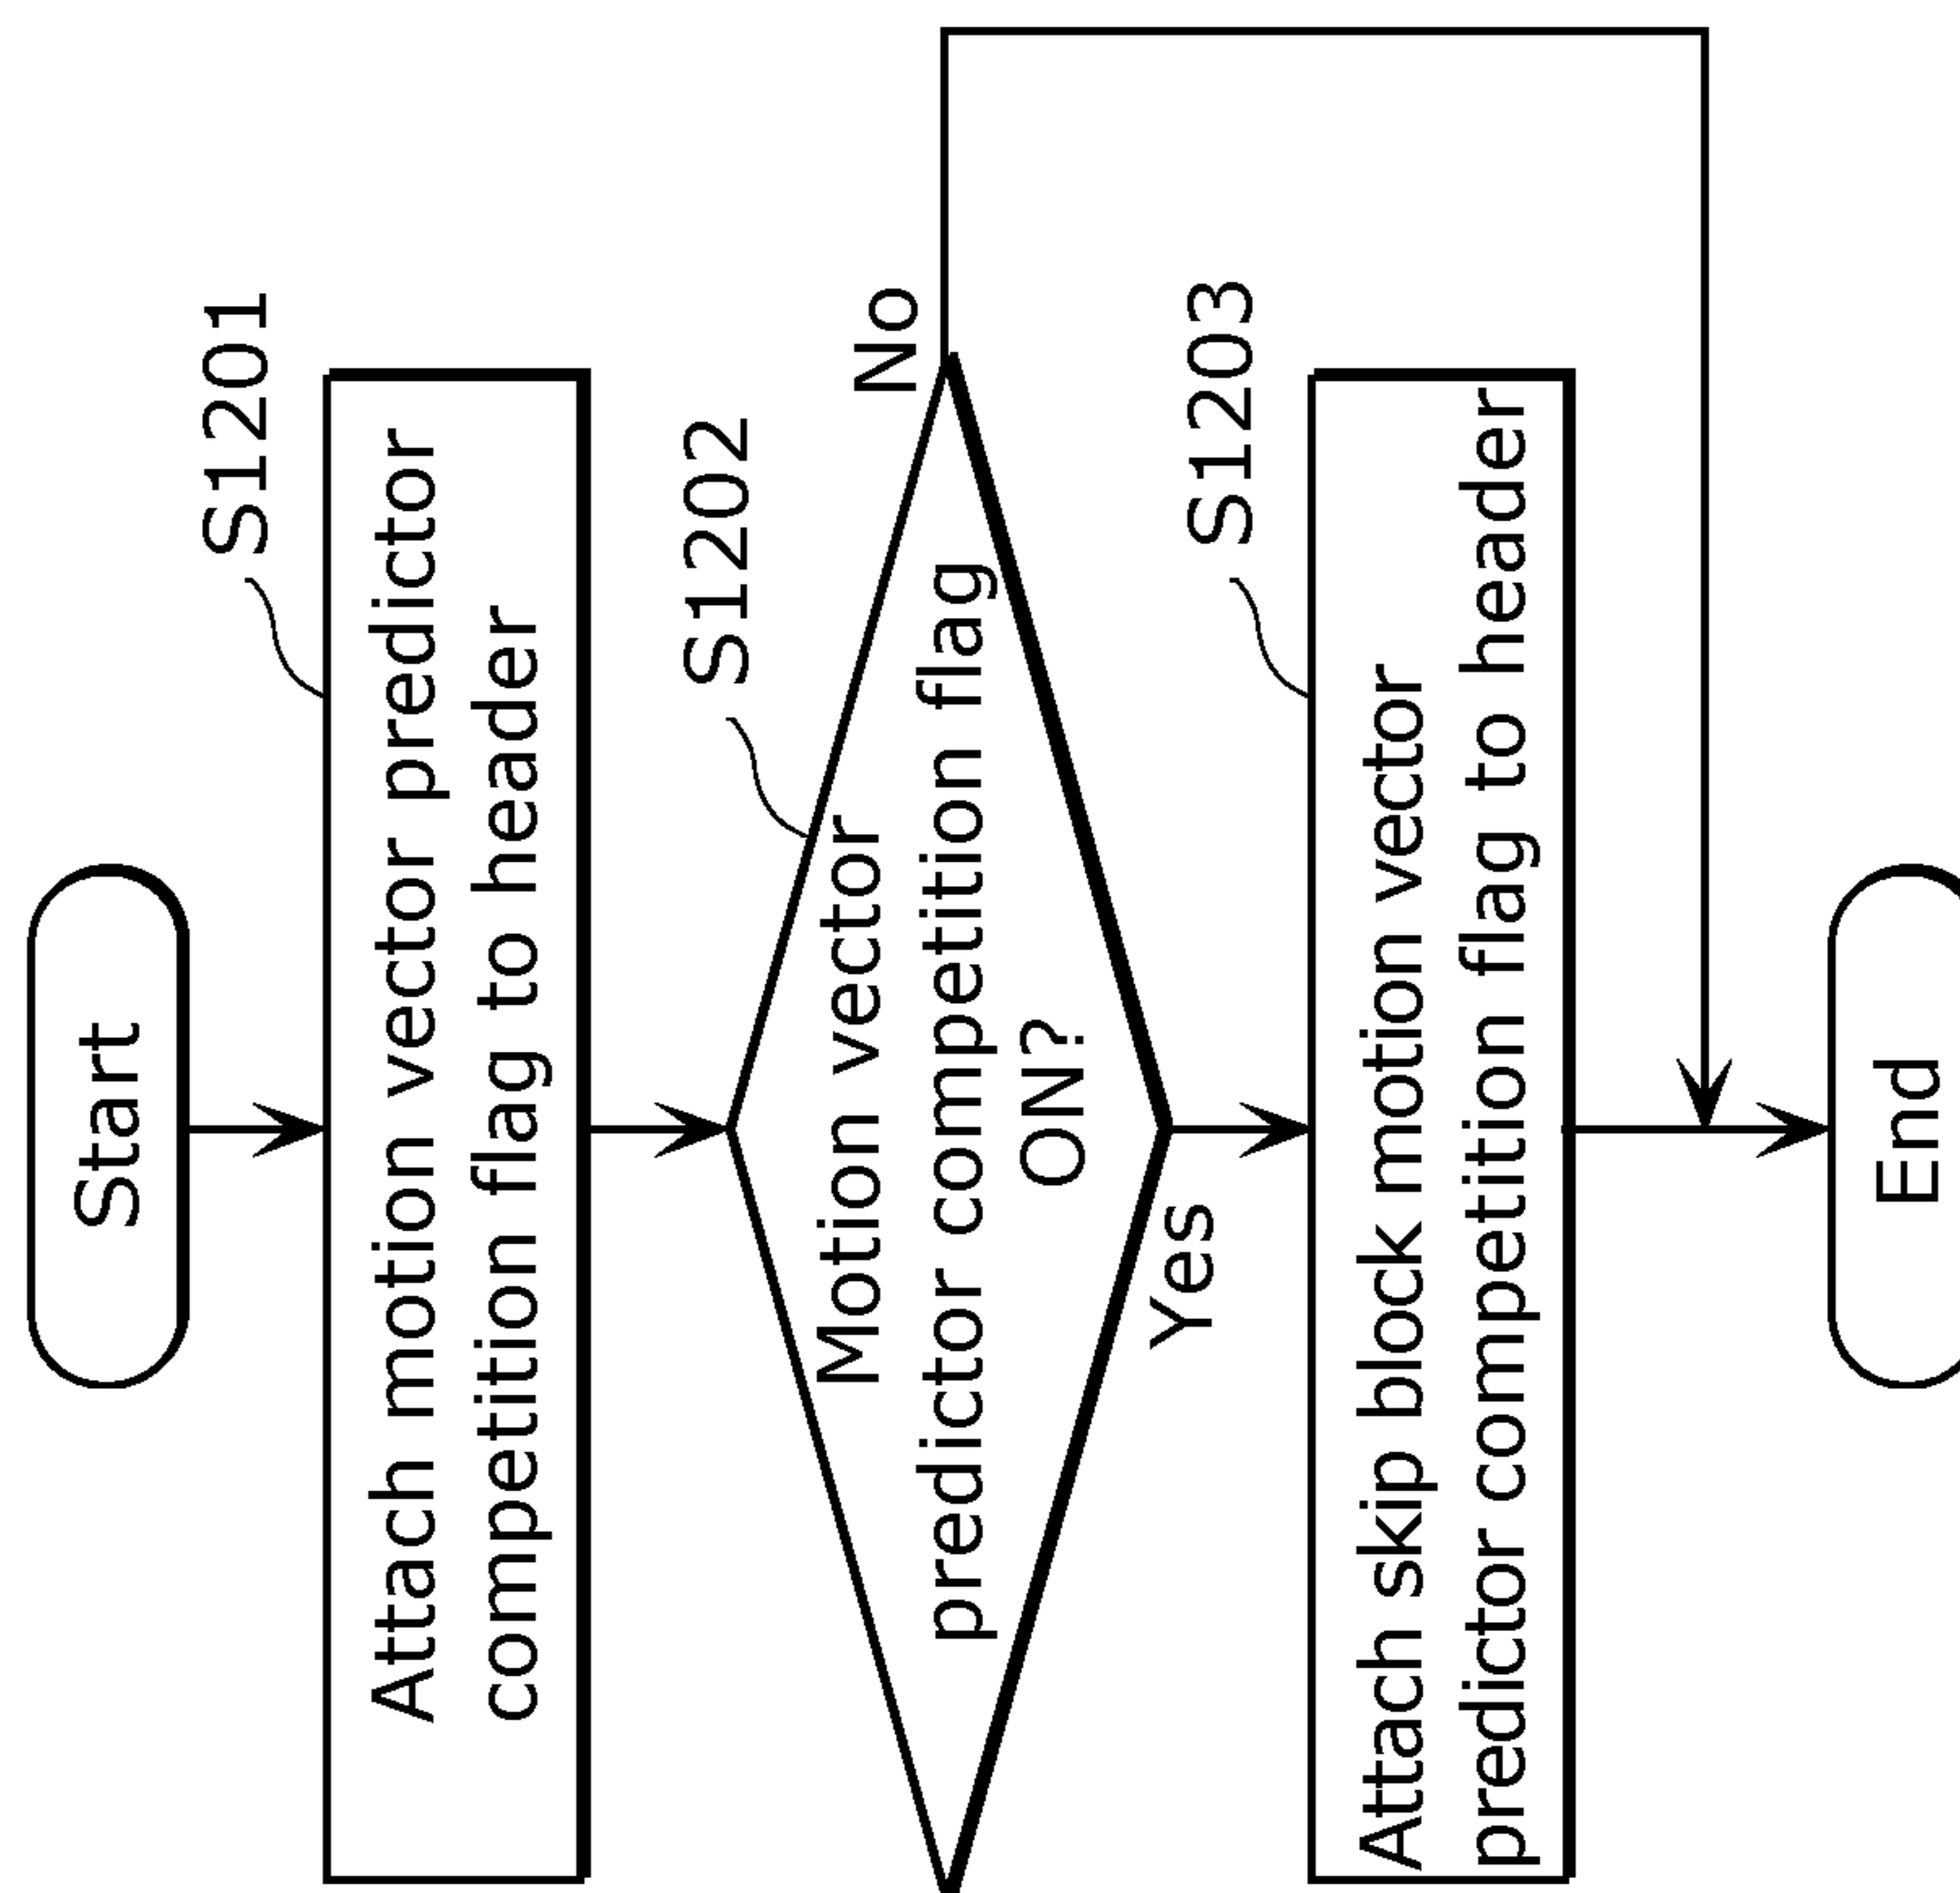 Start
S1201
Attach motion vector predictor
competition flag to header
S1202
Motion vector
predictor competition flag
ON?
No
Yes
S1203
Attach skip block motion vector
predictor competition flag to header
End